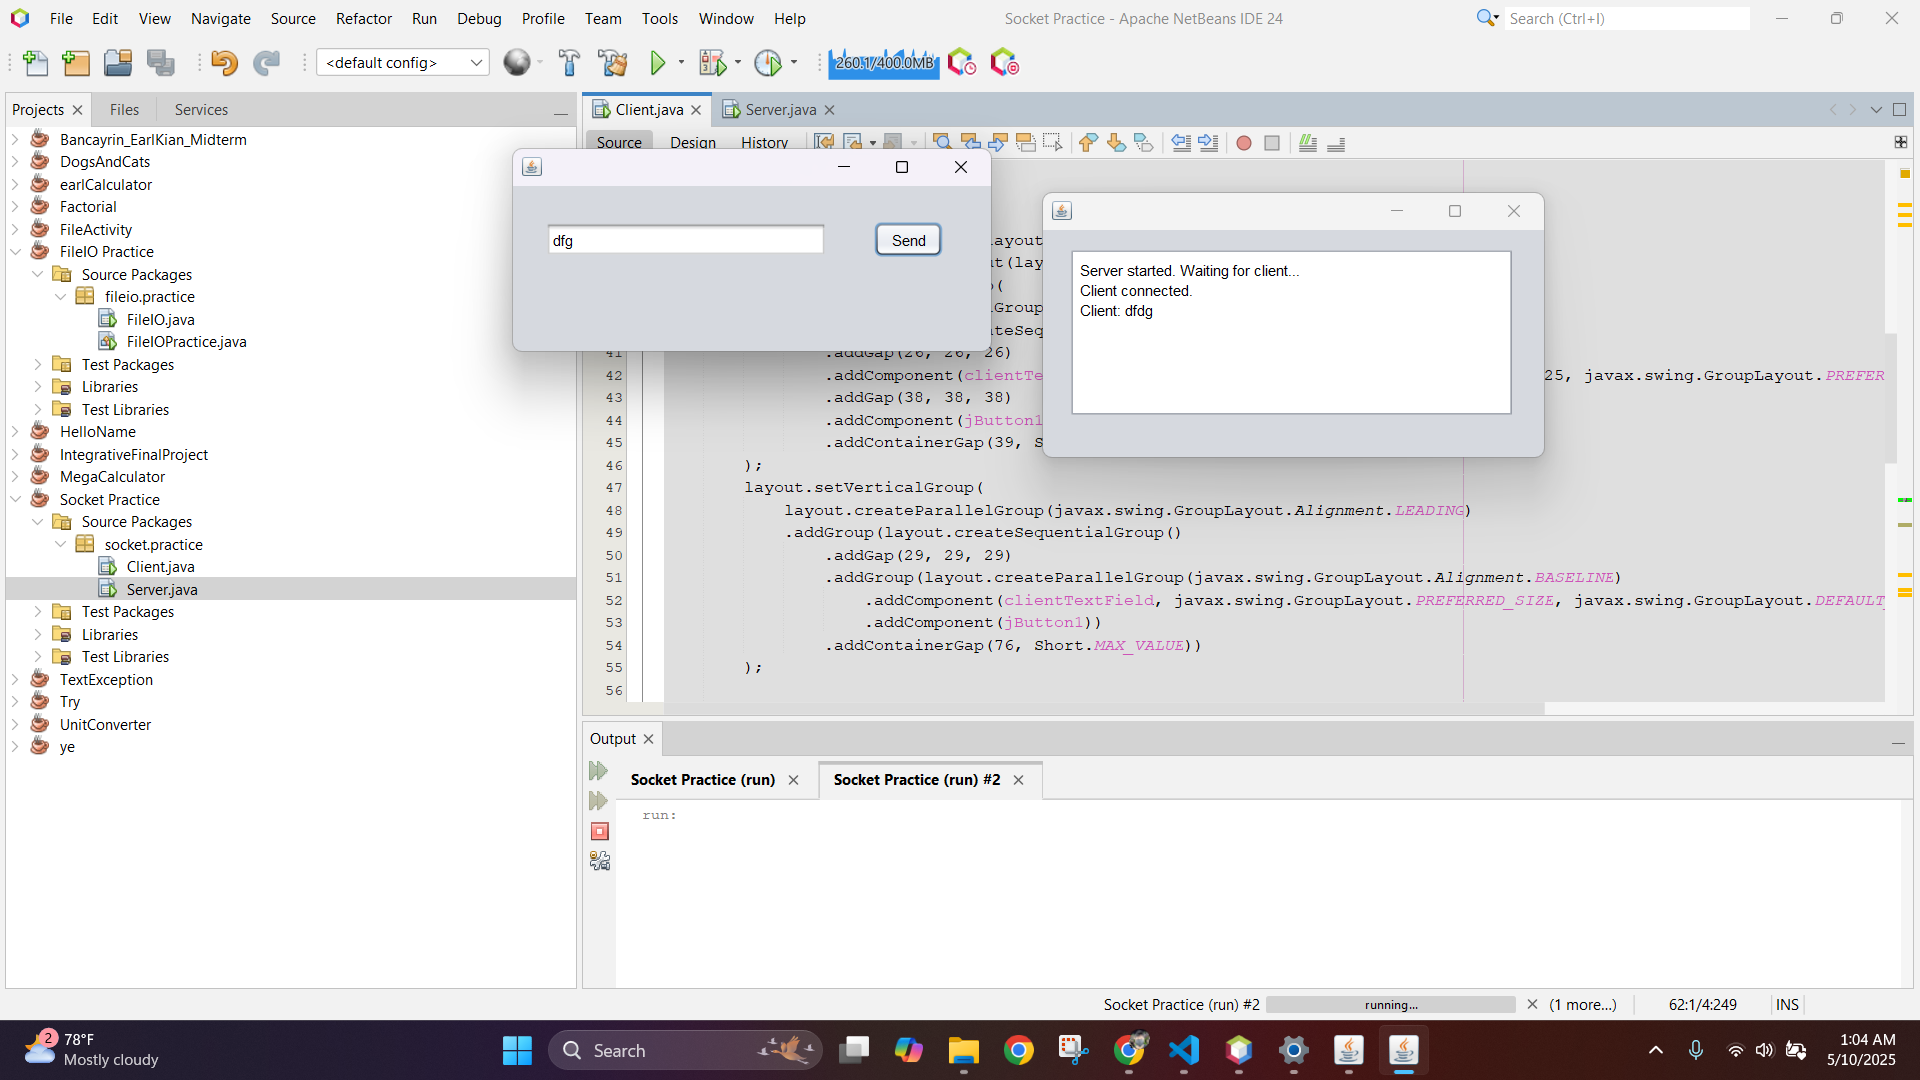 File Edit View Navigate Source Refactor Run Debug Profile Team Tools Window Help
Socket Practice - Apache NetBeans IDE 24
Search (Ctrl+I)
<default config>
260.1/400.0MB
Projects Files Services
Client.java Server.java
Source Design History
Bancayrin_EarlKian_Midterm
DogsAndCats
earlCalculator
Factorial
FileActivity
FileIO Practice
Source Packages
fileio.practice
FileIO.java
FileIOPractice.java
Test Packages
Libraries
Test Libraries
HelloName
IntegrativeFinalProject
MegaCalculator
Socket Practice
Source Packages
socket.practice
Client.java
Server.java
Test Packages
Libraries
Test Libraries
TextException
Try
UnitConverter
ye
dfg
Send
Server started. Waiting for client...
Client connected.
Client: dfdg
41 .addGap(26, 26, 26)
42 .addComponent(clientTe 25, javax.swing.GroupLayout.PREFER
43 .addGap(38, 38, 38)
44 .addComponent(jButton1
45 .addContainerGap(39, S
46 );
47 layout.setVerticalGroup(
48 layout.createParallelGroup(javax.swing.GroupLayout.Alignment.LEADING)
49 .addGroup(layout.createSequentialGroup()
50 .addGap(29, 29, 29)
51 .addGroup(layout.createParallelGroup(javax.swing.GroupLayout.Alignment.BASELINE)
52 .addComponent(clientTextField, javax.swing.GroupLayout.PREFERRED_SIZE, javax.swing.GroupLayout.DEFAULT_
53 .addComponent(jButton1))
54 .addContainerGap(76, Short.MAX_VALUE))
55 );
56
Output
Socket Practice (run) Socket Practice (run) #2
run:
Socket Practice (run) #2 running... (1 more...) 62:1/4:249 INS
2
78°F
Mostly cloudy
Search
1:04 AM
5/10/2025